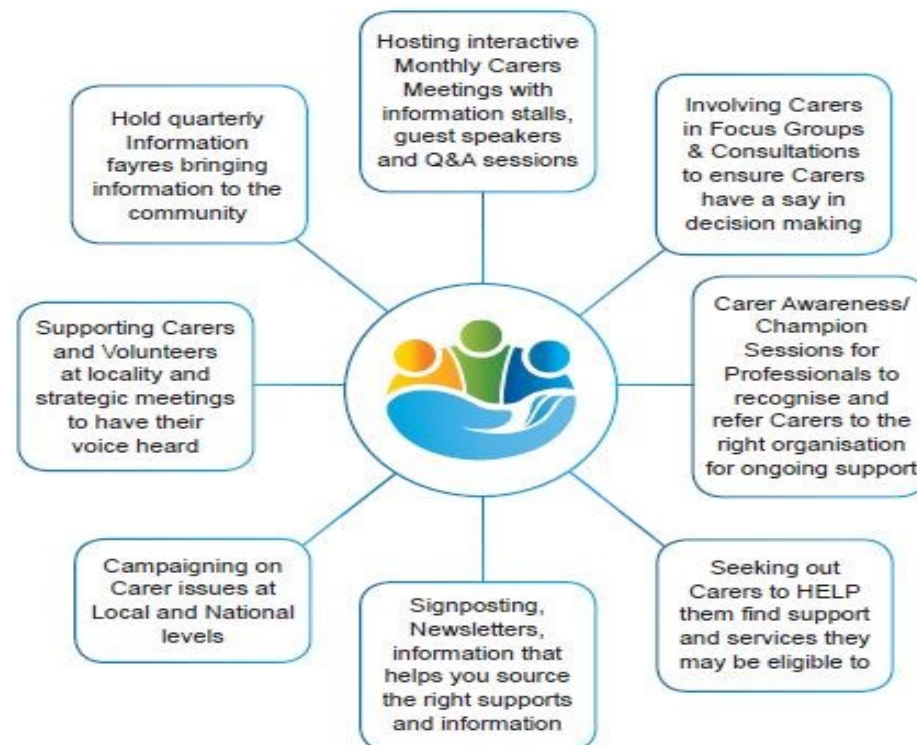 Hosting interactive
Monthly Carers
Meetings with
information stalls,
guest speakers
and Q&A sessions
Involving Carers
in Focus Groups
& Consultations
to ensure Carers
have a say in
decision making
Carer Awareness/
Champion
Sessions for
Professionals to
recognise and
refer Carers to the
right organisation
for ongoing support
Seeking out
Carers to HELP
them find support
and services they
may be eligible to
Signposting,
Newsletters,
information that
helps you source
the right supports
and information
Campaigning on
Carer issues at
Local and National
levels
Supporting Carers
and Volunteers
at locality and
strategic meetings
to have their
voice heard
Hold quarterly
Information
fayres bringing
information to the
community